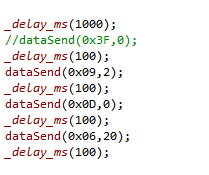 _delay_ms(1000);
//dataSend(0x3F,0);
_delay_ms(100);
dataSend(0x09,2);
_delay_ms(100);
dataSend(0x0D,0);
_delay_ms(100);
dataSend(0x06,20);
_delay_ms(100);